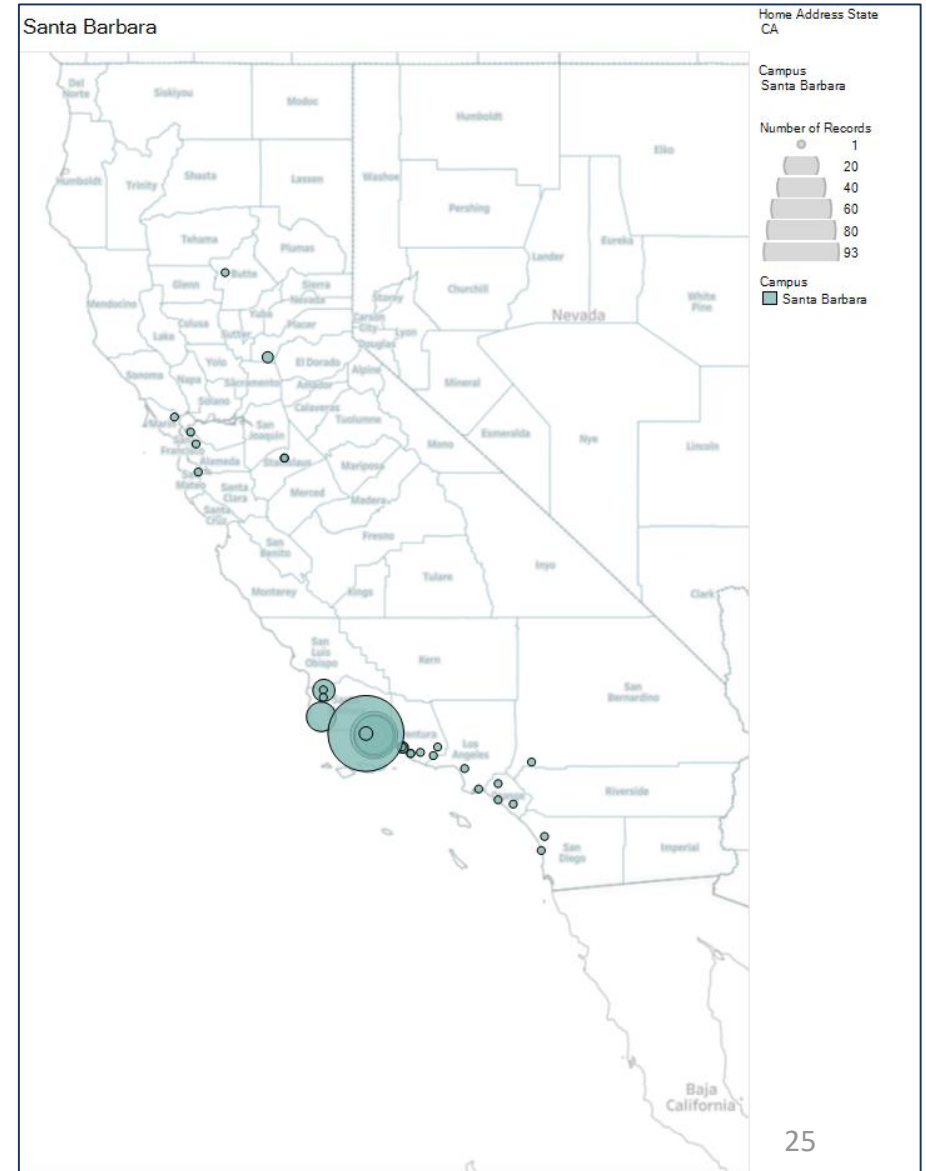 Santa Barbara
Home Address State
CA
Campus
Santa Barbara
Number of Records
1
20
40
60
80
93
Campus
Santa Barbara
Del
Norte
Siskiyou
Modoc
Humboldt
Elko
Humboldt
Trinity
Shasta
Lassen
Washoe
Pershing
Tehama
Plumas
Lander
Eureka
Butte
Glenn
Sierra
Nevada
Storey
Churchill
White
Pine
Mendocino
Colusa
Yuba
Sutter
Placer
Carson
City
Lyon
Nevada
Lake
Douglas
Yolo
El Dorado
Alpine
Mineral
Sonoma
Napa
Sacramento
Amador
Solano
Calaveras
Tuolumne
Marin
San
Joaquin
Mono
Esmeralda
Nye
Lincoln
San
Francisco
Alameda
Stanislaus
Mariposa
San
Mateo
Santa
Clara
Merced
Madera
Santa
Cruz
Fresno
San
Benito
Inyo
Tulare
Monterey
Kings
Clark
San
Luis
Obispo
Kern
San
Bernardino
Los
Angeles
Orange
Riverside
San
Diego
Imperial
Baja
California
25